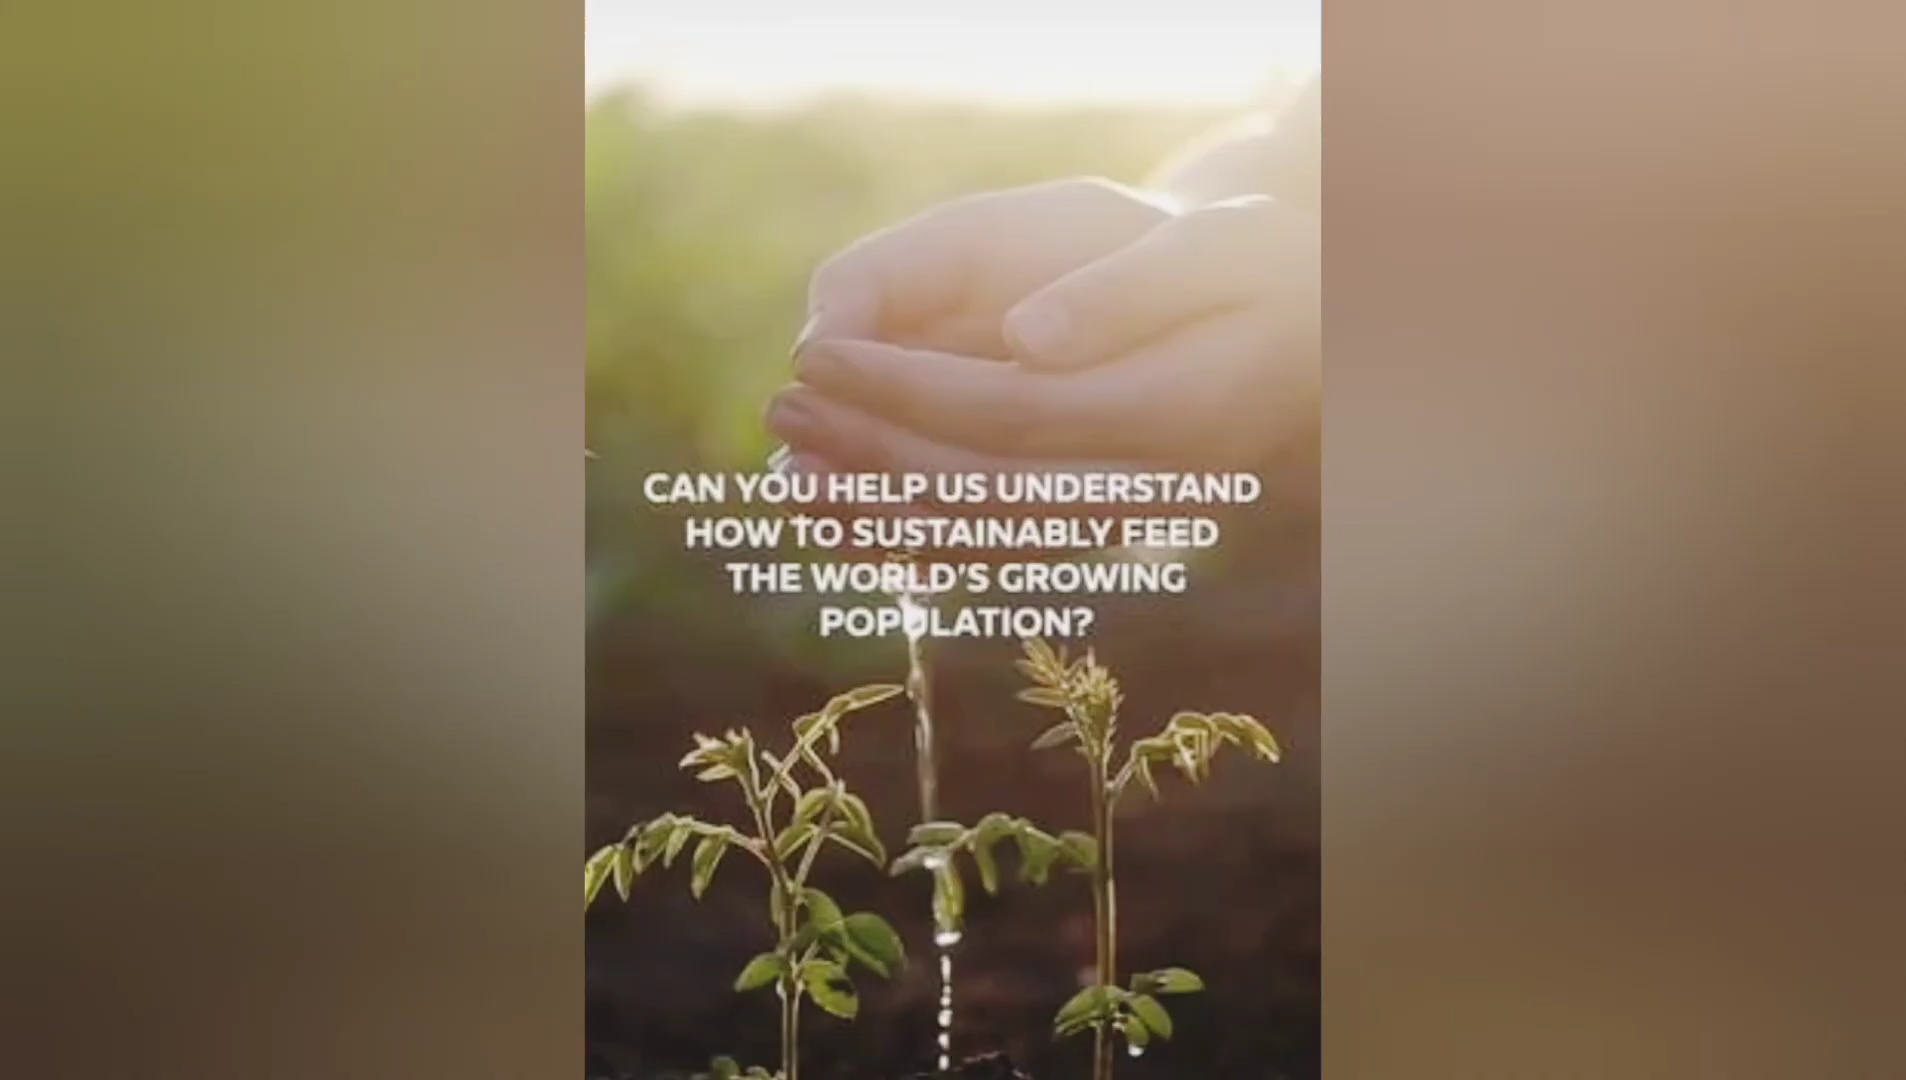 CAN YOU HELP US UNDERSTAND
HOW TO SUSTAINABLY FEED
THE WORLD'S GROWING
POPULATION?